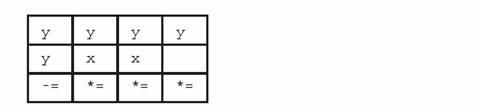 y y y y
y x x
-= *= *= *=